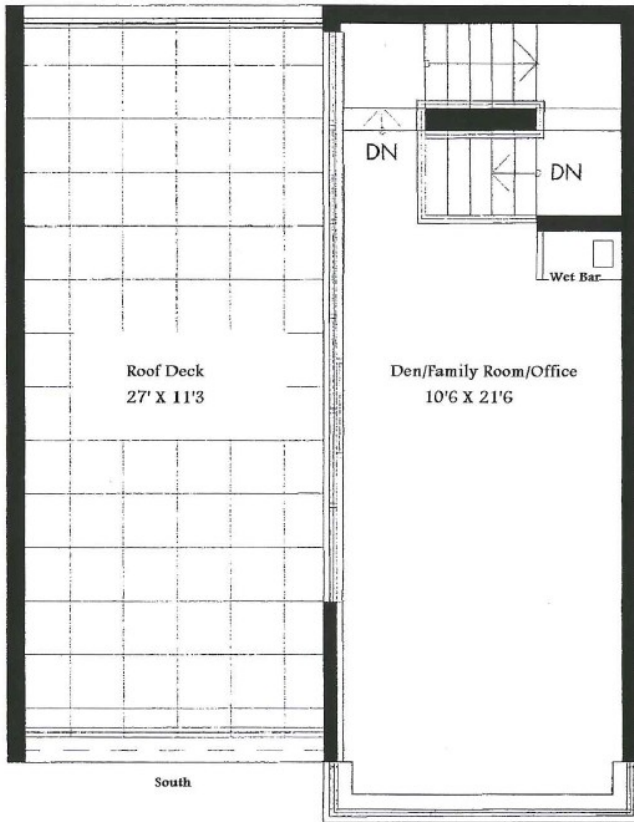 DN
DN
Wet Bar
Roof Deck
27' X 11'3
Den/Family Room/Office
10'6 X 21'6
South